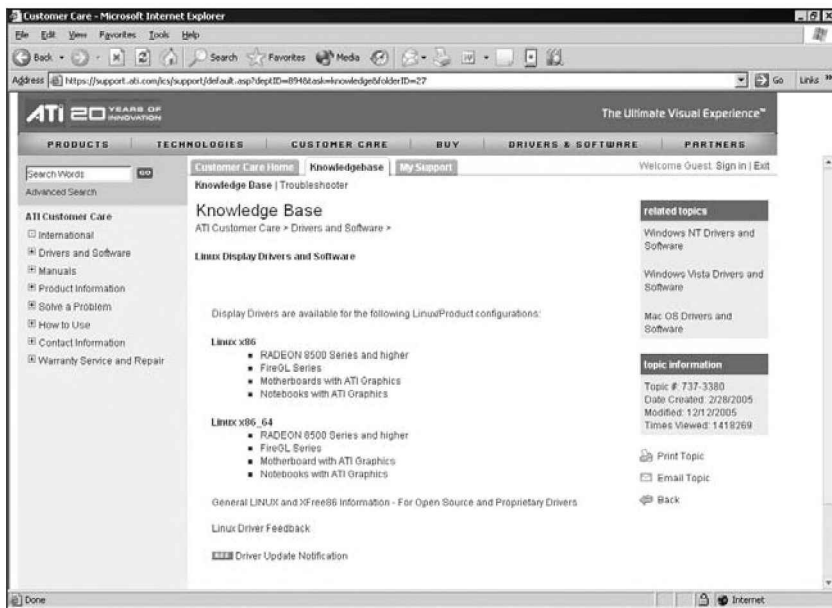 Customer Care - Microsoft Internet Explorer
File Edit View Favorites Tools Help
Back Search Favorites Media
Address https://support.ati.com/ics/support/default.asp?deptID=894&task=knowledge&folderID=27 Go Links
ATI 20 YEARS OF INNOVATION The Ultimate Visual Experience™
PRODUCTS TECHNOLOGIES CUSTOMER CARE BUY DRIVERS & SOFTWARE PARTNERS
Search Words GO
Advanced Search
ATI Customer Care
International
Drivers and Software
Manuals
Product Information
Solve a Problem
How to Use
Contact Information
Warranty Service and Repair
Customer Care Home Knowledgebase My Support
Welcome Guest. Sign in | Exit
Knowledge Base | Troubleshooter
Knowledge Base
ATI Customer Care > Drivers and Software >
Linux Display Drivers and Software
Display Drivers are available for the following Linux/Product configurations:
Linux x86
RADEON 8500 Series and higher
FireGL Series
Motherboards with ATI Graphics
Notebooks with ATI Graphics
Linux x86_64
RADEON 8500 Series and higher
FireGL Series
Motherboard with ATI Graphics
Notebooks with ATI Graphics
General LINUX and XFree86 Information - For Open Source and Proprietary Drivers
Linux Driver Feedback
Driver Update Notification
related topics
Windows NT Drivers and
Software
Windows Vista Drivers and
Software
Mac OS Drivers and
Software
topic information
Topic #: 737-3380
Date Created: 2/28/2005
Modified: 12/12/2005
Times Viewed: 1418269
Print Topic
Email Topic
Back
Done Internet